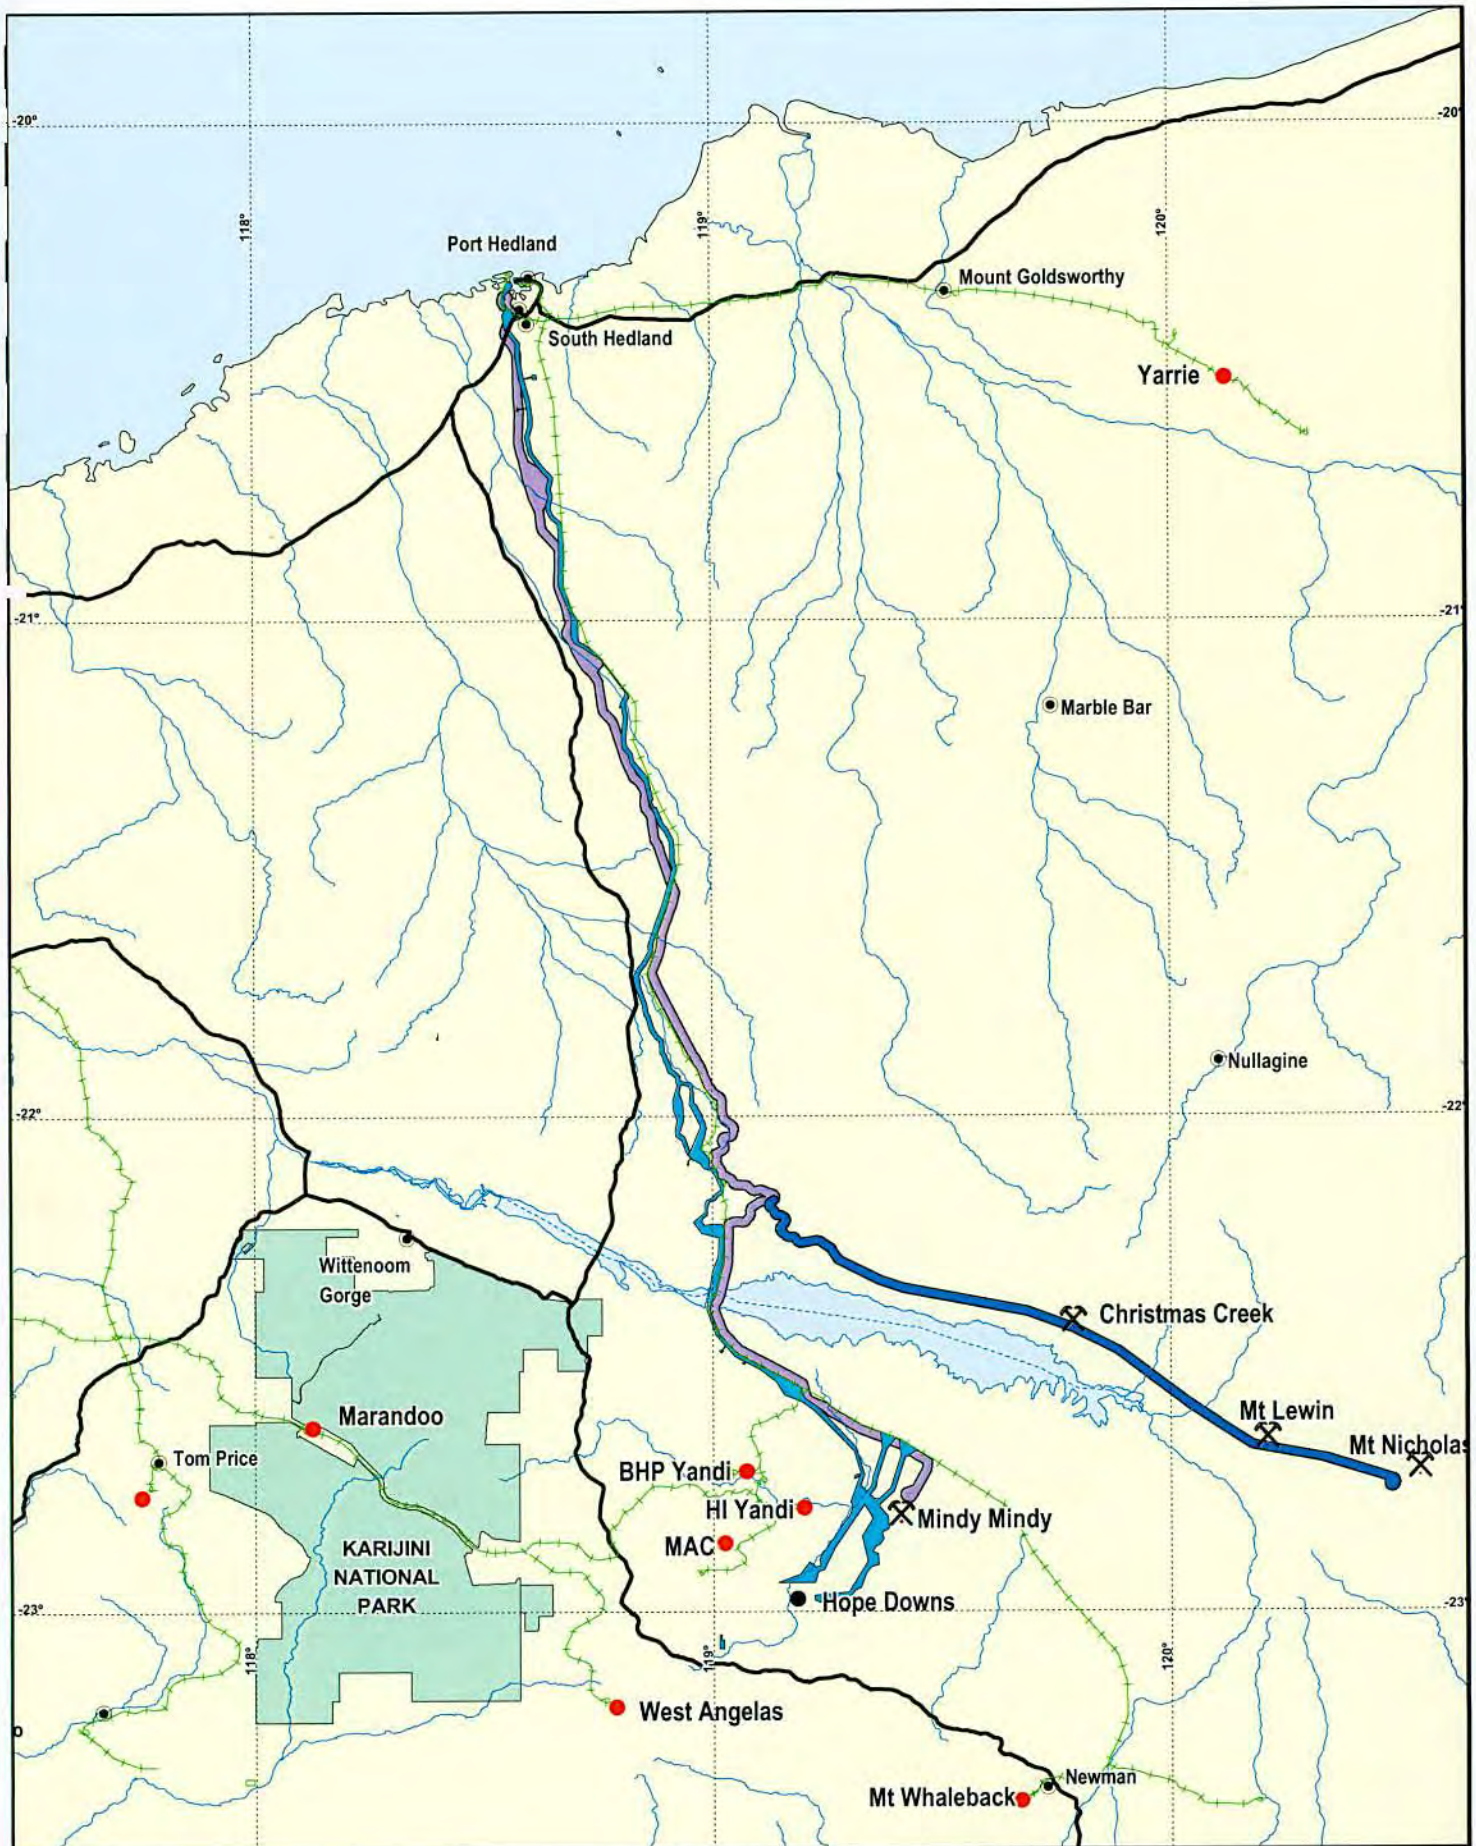 -20°
-20°
118°
119°
120°
Port Hedland
Mount Goldsworthy
South Hedland
Yarrie
-21°
-21°
Marble Bar
Nullagine
-22°
-22°
Wittenoom
Gorge
Christmas Creek
Mt Lewin
Marandoo
Mt Nicholas
Tom Price
BHP Yandi
HI Yandi
Mindy Mindy
MAC
KARIJINI
NATIONAL
PARK
Hope Downs
-23°
-23°
118°
119°
120°
West Angelas
o
Newman
Mt Whaleback